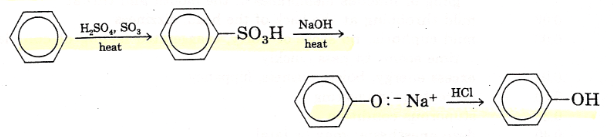 H₂SO₄, SO₃
heat
SO₃H
NaOH
heat
O:⁻ Na⁺
HCl
OH